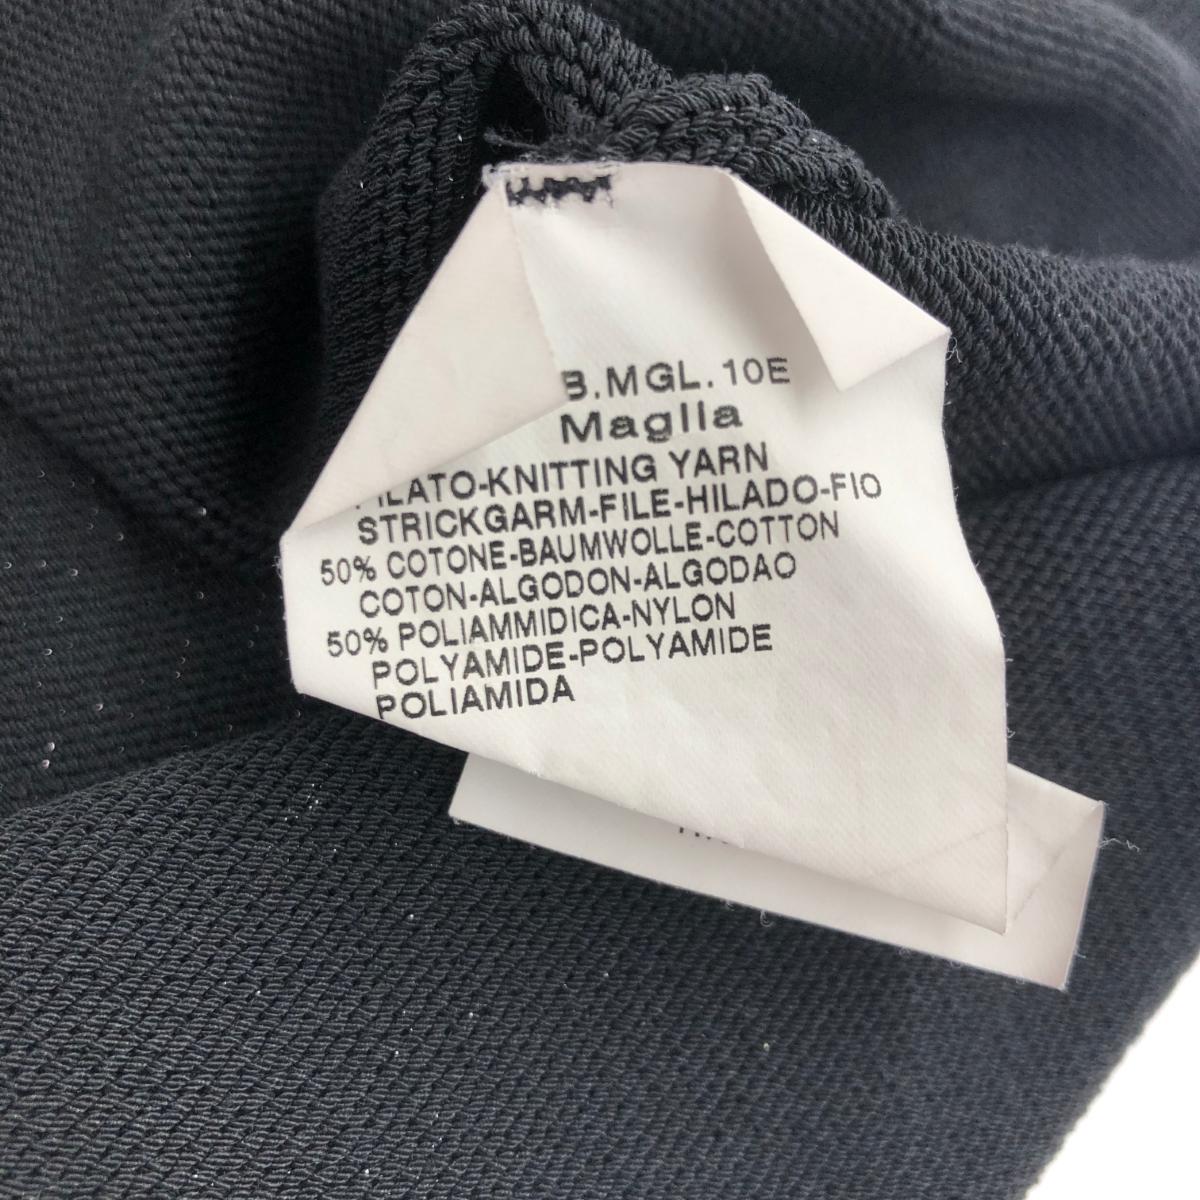 B.MGL.10E
Maglia
FILATO-KNITTING YARN
STRICKGARM-FILE-HILADO-FIO
50% COTONE-BAUMWOLLE-COTTON
COTON-ALGODON-ALGODAO
50% POLIAMMIDICA-NYLON
POLYAMIDE-POLYAMIDE
POLIAMIDA